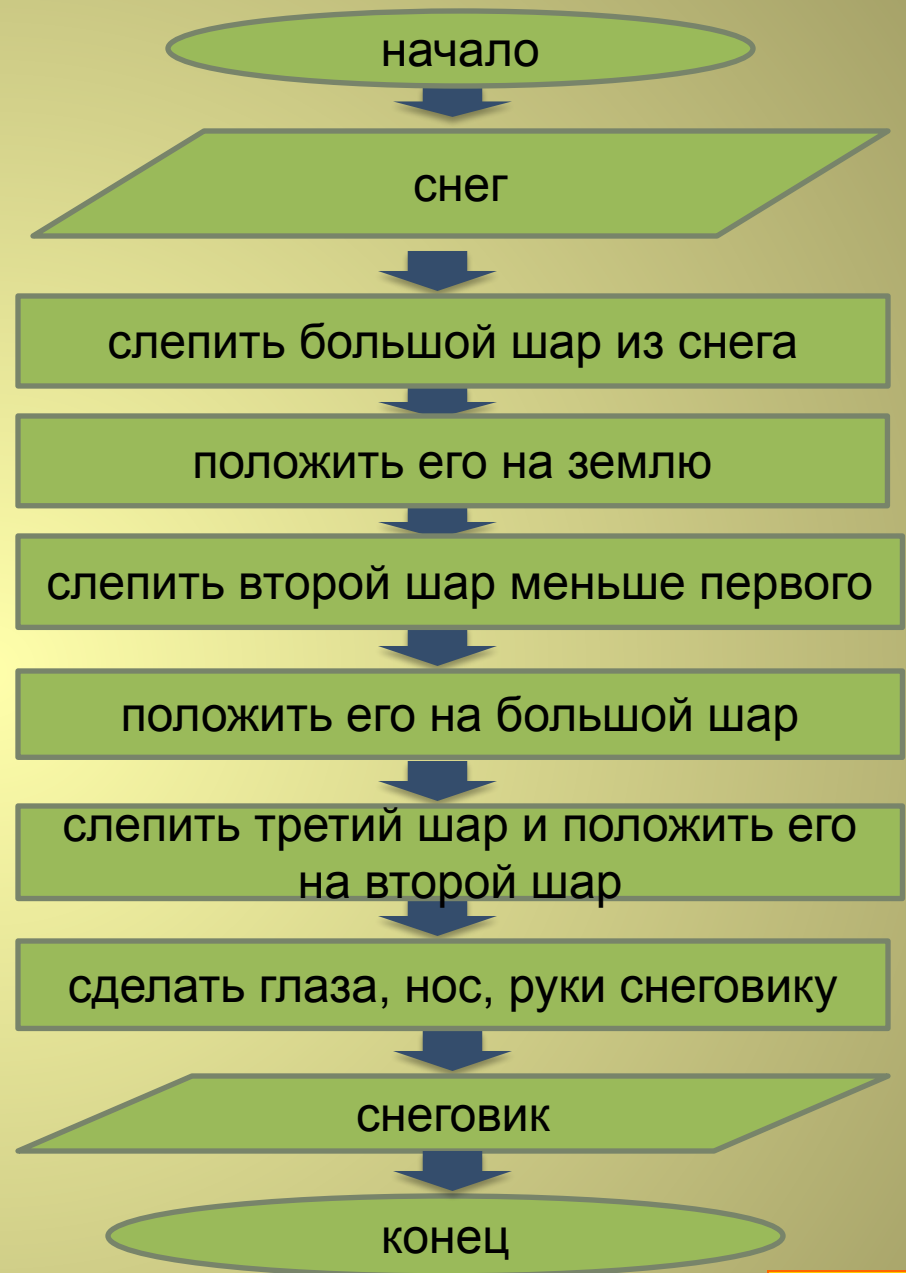 начало
снег
слепить большой шар из снега
положить его на землю
слепить второй шар меньше первого
положить его на большой шар
слепить третий шар и положить его
на второй шар
сделать глаза, нос, руки снеговику
снеговик
конец